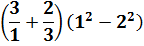 (3/1 + 2/3)(1² − 2²)